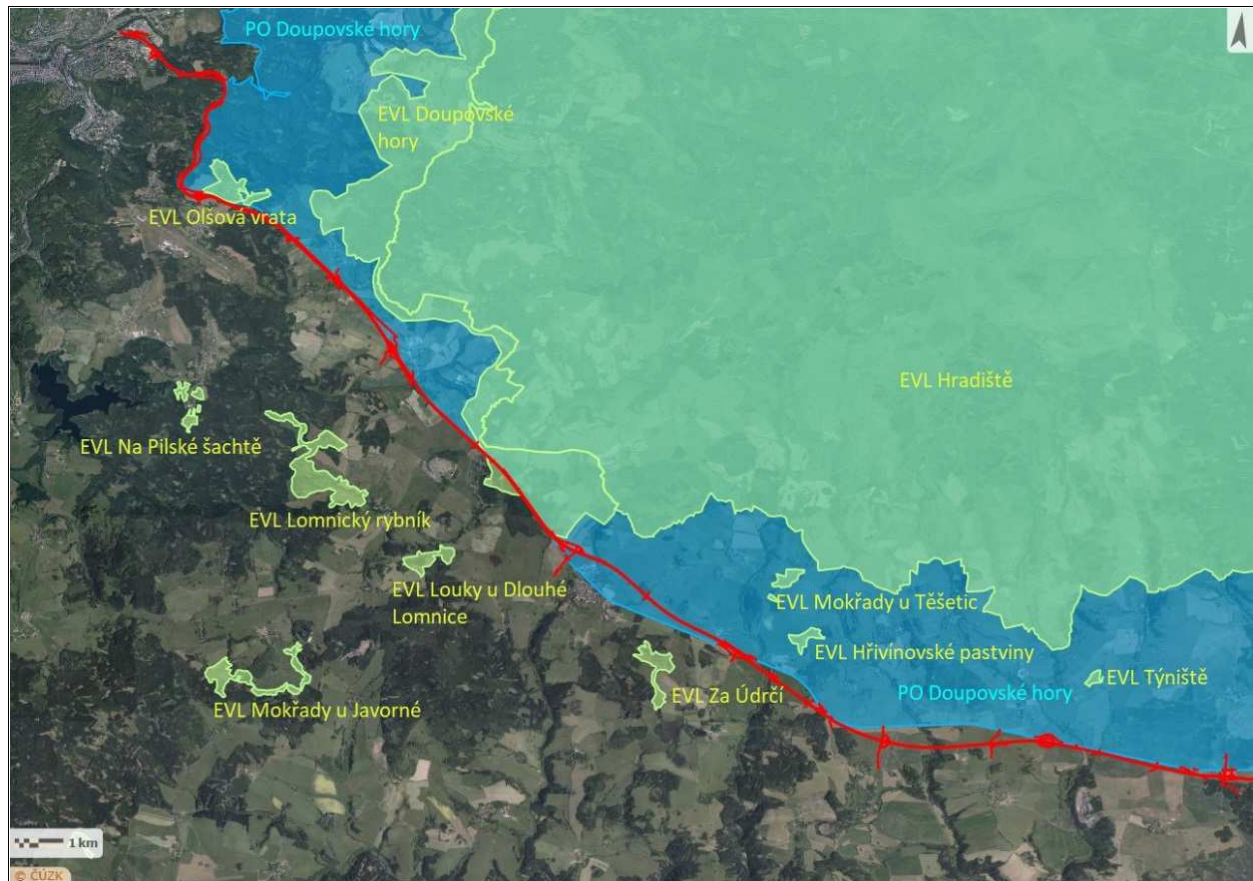 PO Doupovské hory
EVL Doupovské
hory
EVL Olšová vrata
EVL Hradiště
EVL Na Pilské šachtě
EVL Lomnický rybník
EVL Louky u Dlouhé
Lomnice
EVL Mokřady u Těšetic
EVL Hřivínovské pastviny
EVL Týniště
EVL Za Údrčí
PO Doupovské hory
EVL Mokřady u Javorné
1 km
© ČÚZK